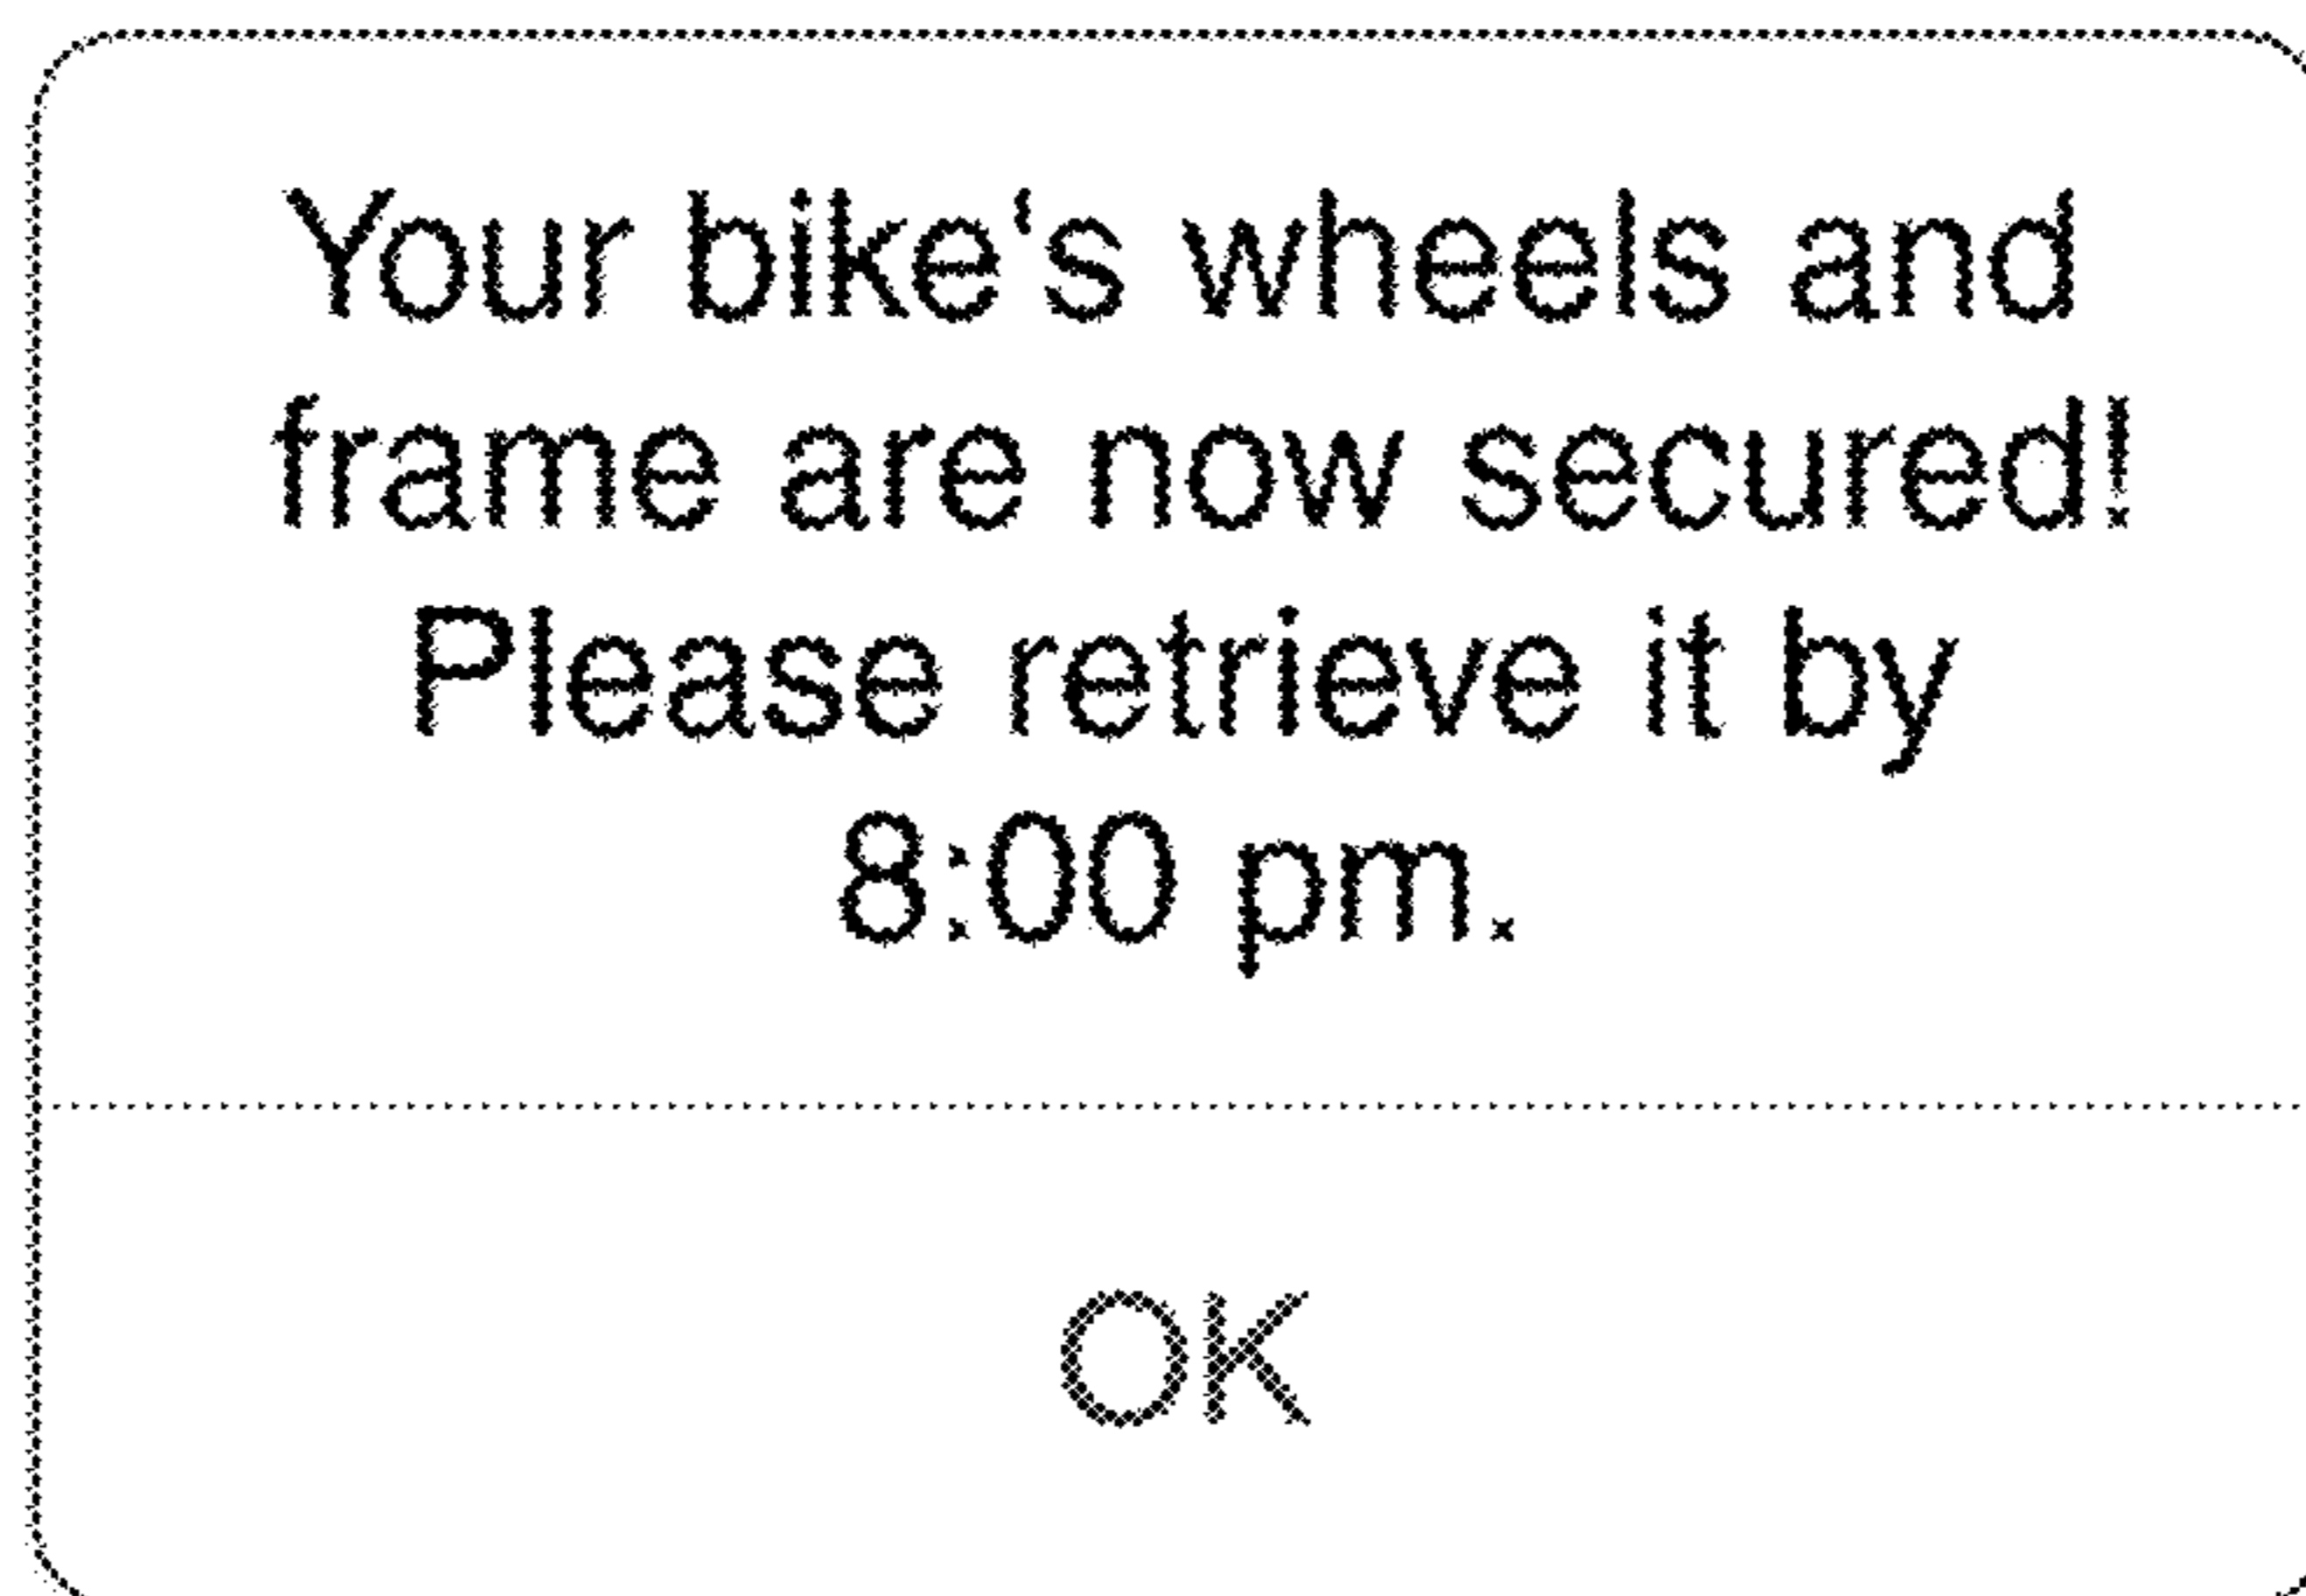 Your bike's wheels and
frame are now secured!
Please retrieve it by
8:00 pm.
OK